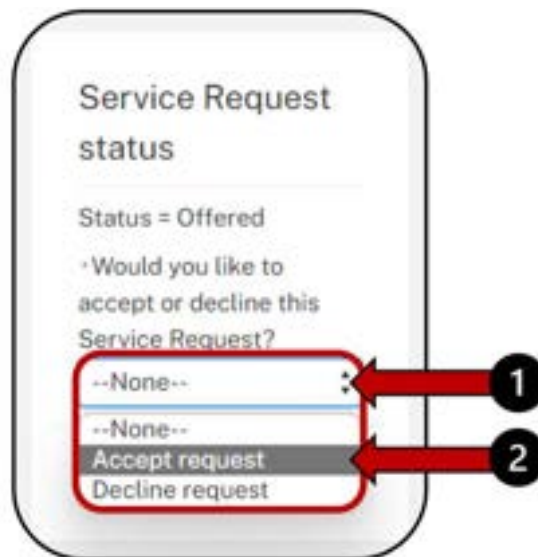 Service Request
status
Status = Offered
*Would you like to
accept or decline this
Service Request?
--None--
1
--None--
Accept request
2
Decline request